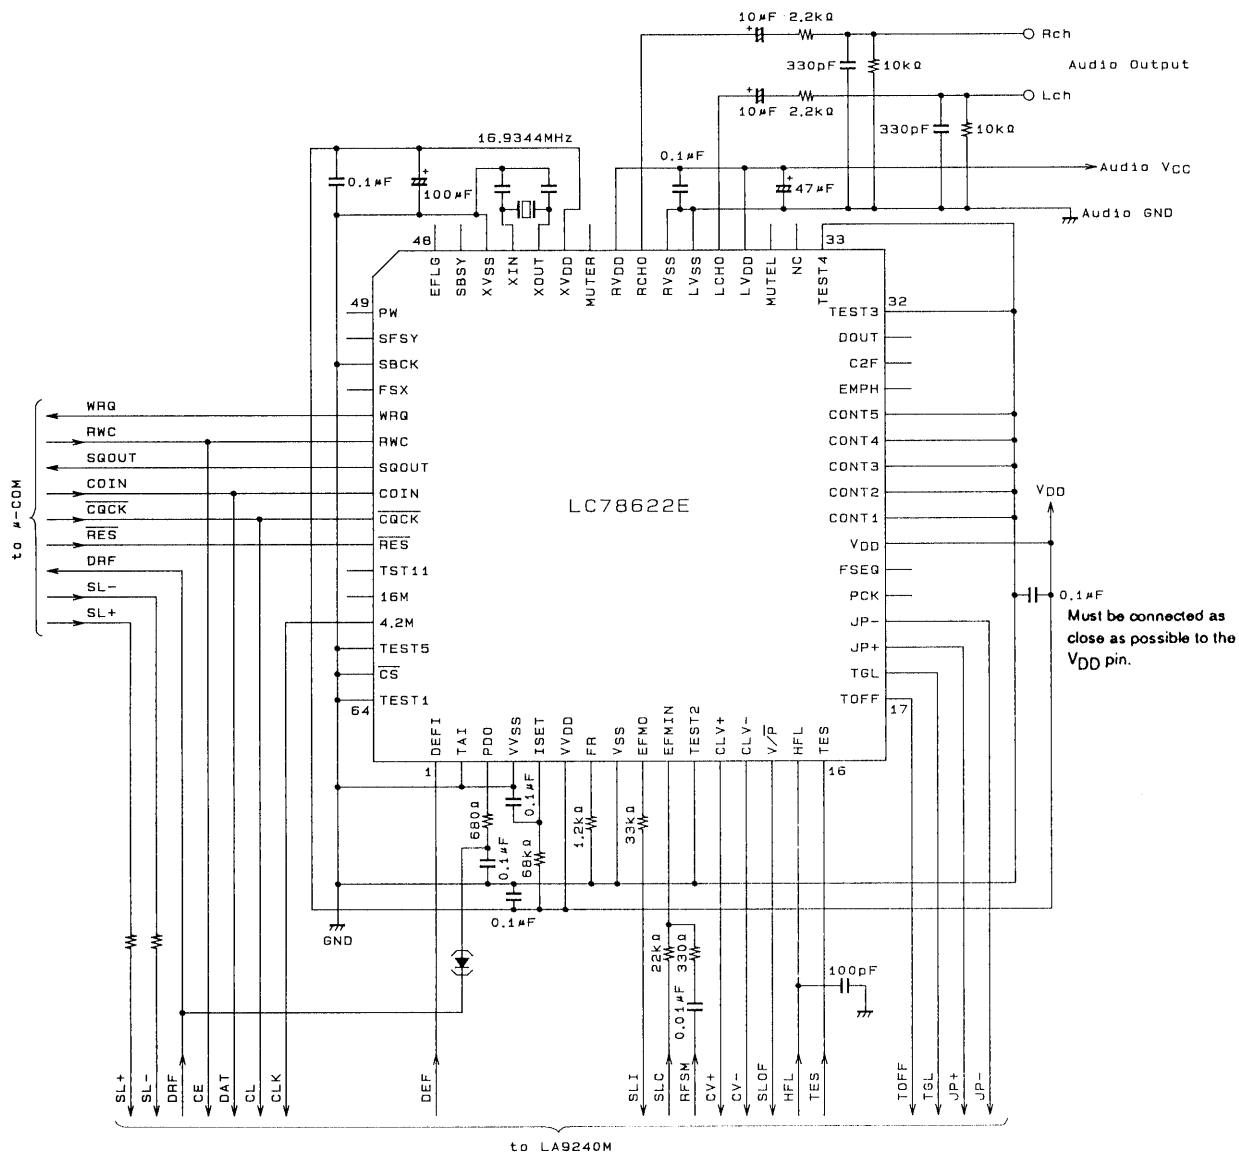 10µF 2.2kΩ
+
Rch
330pF
10kΩ
Audio Output
+
Lch
10µF 2.2kΩ
330pF
10kΩ
16.9344MHz
0.1µF
0.1µF
+
100µF
+
47µF
Audio VCC
Audio GND
48
33
EFLG
SBSY
XVSS
XIN
XOUT
XVDD
MUTER
RVDD
RCHO
RVSS
LVSS
LCHO
LVDD
MUTEL
NC
TEST4
49
PW
SFSY
SBCK
FSX
WRQ
RWC
SQOUT
COIN
CQCK
RES
TST11
16M
4.2M
TEST5
CS
TEST1
64
to µ-COM
WRQ
RWC
SQOUT
COIN
CQCK
RES
DRF
SL-
SL+
LC78622E
32
TEST3
DOUT
C2F
EMPH
CONT5
CONT4
CONT3
CONT2
CONT1
VDD
FSEQ
PCK
JP-
JP+
TGL
TOFF
17
VDD
0.1µF
Must be connected as
close as possible to the
VDD pin.
1
DEFI
TAI
PDO
VVSS
ISET
VVDD
FR
VSS
EFMO
EFMIN
TEST2
CLV+
CLV-
V/P
HFL
TES
16
680Ω
0.1µF
0.1µF
68kΩ
1.2kΩ
33kΩ
0.1µF
GND
22kΩ
330Ω
0.01µF
100pF
SL+
SL-
DRF
CE
DAT
CL
CLK
DEF
SLI
SLC
RFSM
CV+
CV-
SLOF
HFL
TES
TOFF
TGL
JP+
JP-
to LA9240M